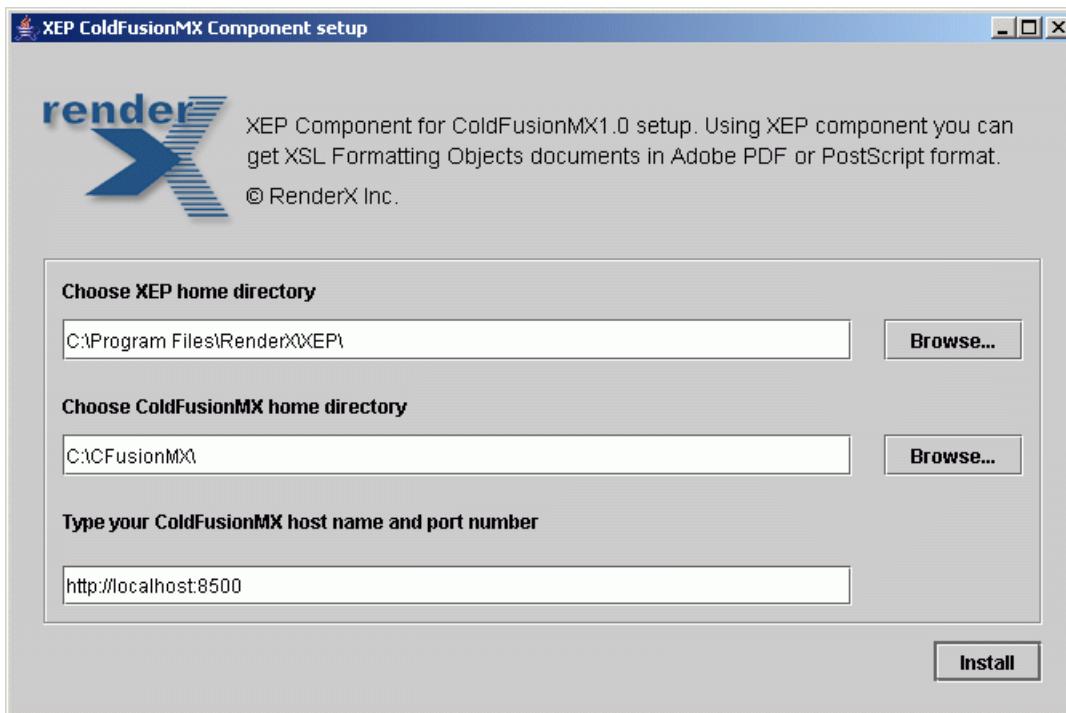 XEP ColdFusionMX Component setup
renderX
XEP Component for ColdFusionMX1.0 setup. Using XEP component you can
get XSL Formatting Objects documents in Adobe PDF or PostScript format.
© RenderX Inc.
Choose XEP home directory
C:\Program Files\RenderX\XEP\
Browse...
Choose ColdFusionMX home directory
C:\CFusionMX\
Browse...
Type your ColdFusionMX host name and port number
http://localhost:8500
Install